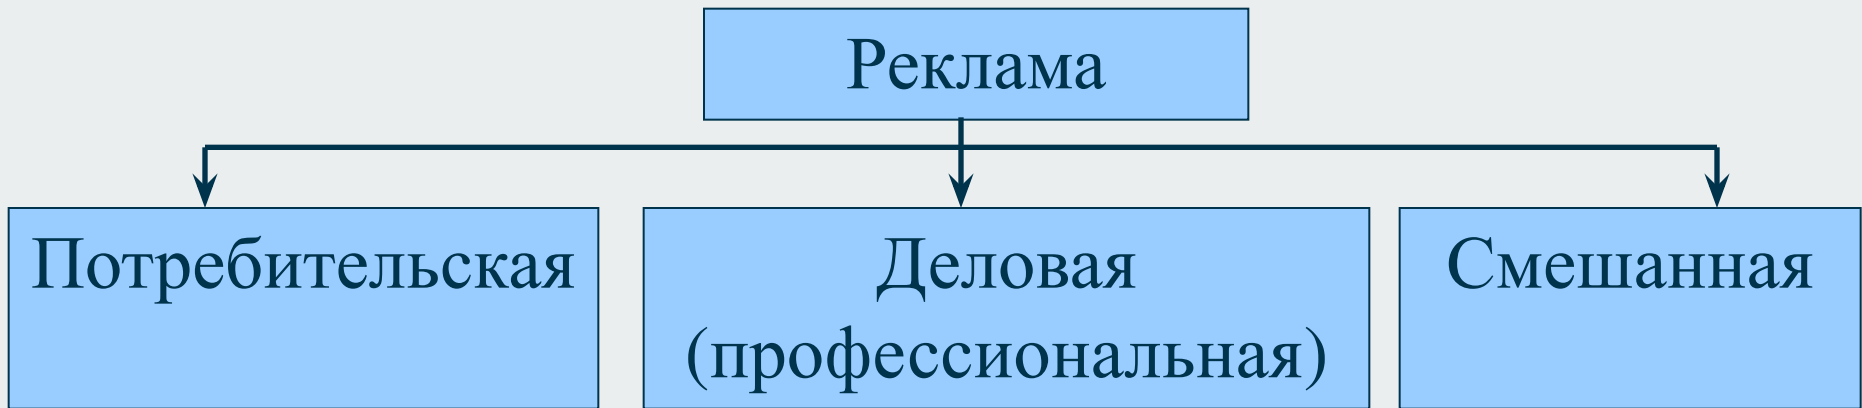 Реклама
Потребительская
Деловая
(профессиональная)
Смешанная